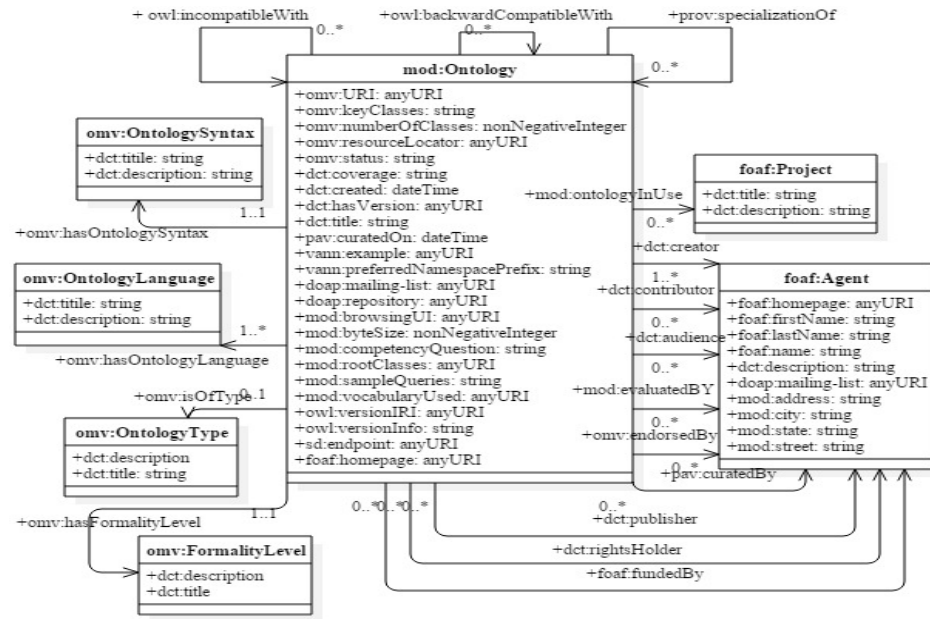 + owl:incompatibleWith
0..*
+owl:backwardCompatibleWith
0..*
+prov:specializationOf
0..*
mod:Ontology
+omv:URI: anyURI
+omv:keyClasses: string
+omv:numberOfClasses: nonNegativeInteger
+omv:resourceLocator: anyURI
+omv:status: string
+dct:coverage: string
+dct:created: dateTime
+dct:hasVersion: anyURI
+dct:title: string
+pav:curatedOn: dateTime
+vann:example: anyURI
+vann:preferredNamespacePrefix: string
+doap:mailing-list: anyURI
+doap:repository: anyURI
+mod:browsingUI: anyURI
+mod:byteSize: nonNegativeInteger
+mod:competencyQuestion: string
+mod:rootClasses: anyURI
+mod:sampleQueries: string
+mod:vocabularyUsed: anyURI
+owl:versionIRI: anyURI
+owl:versionInfo: string
+sd:endpoint: anyURI
+foaf:homepage: anyURI
omv:OntologySyntax
+dct:titile: string
+dct:description: string
1..1
+omv:hasOntologySyntax
omv:OntologyLanguage
+dct:titile: string
+dct:description: string
1..*
+omv:hasOntologyLanguage
+omv:isOfType
0..1
omv:OntologyType
+dct:description
+dct:title: string
+omv:hasFormalityLevel
1..1
omv:FormalityLevel
+dct:description
+dct:title
foaf:Project
+dct:title: string
+dct:description: string
+mod:ontologyInUse
0..*
+dct:creator
1..*
+dct:contributor
0..*
+dct:audience
0..*
+mod:evaluatedBY
0..*
+omv:endorsedBy
0..*
+pav:curatedBy
0..*
foaf:Agent
+foaf:homepage: anyURI
+foaf:firstName: string
+foaf:lastName: string
+foaf:name: string
+dct:description: string
+doap:mailing-list: anyURI
+mod:address: string
+mod:city: string
+mod:state: string
+mod:street: string
0..*0..*0..*
+dct:publisher
+dct:rightsHolder
+foaf:fundedBy